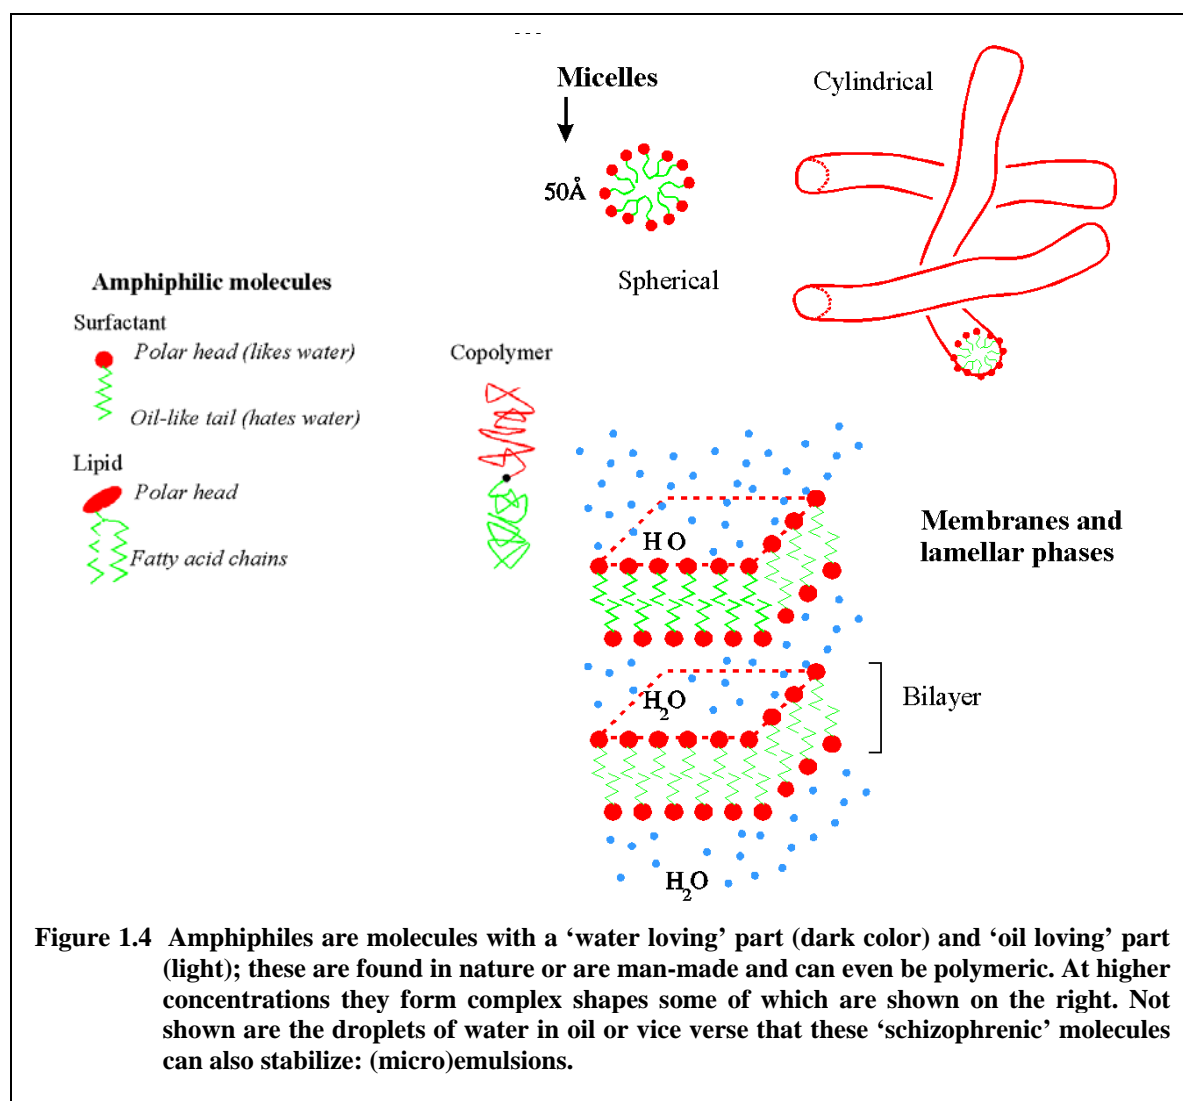 Micelles
Cylindrical
50Å
Spherical
Amphiphilic molecules
Surfactant
Polar head (likes water)
Oil-like tail (hates water)
Lipid
Polar head
Fatty acid chains
Copolymer
H O
Membranes and
lamellar phases
H₂O
Bilayer
H₂O
Figure 1.4 Amphiphiles are molecules with a ‘water loving’ part (dark color) and ‘oil loving’ part
(light); these are found in nature or are man-made and can even be polymeric. At higher
concentrations they form complex shapes some of which are shown on the right. Not
shown are the droplets of water in oil or vice verse that these ‘schizophrenic’ molecules
can also stabilize: (micro)emulsions.